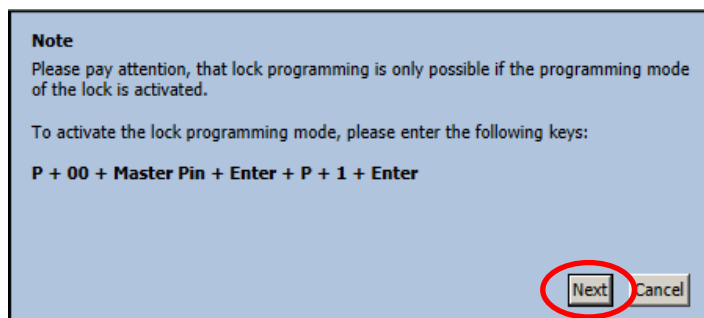 Note
Please pay attention, that lock programming is only possible if the programming mode
of the lock is activated.
To activate the lock programming mode, please enter the following keys:
P + 00 + Master Pin + Enter + P + 1 + Enter
Next Cancel